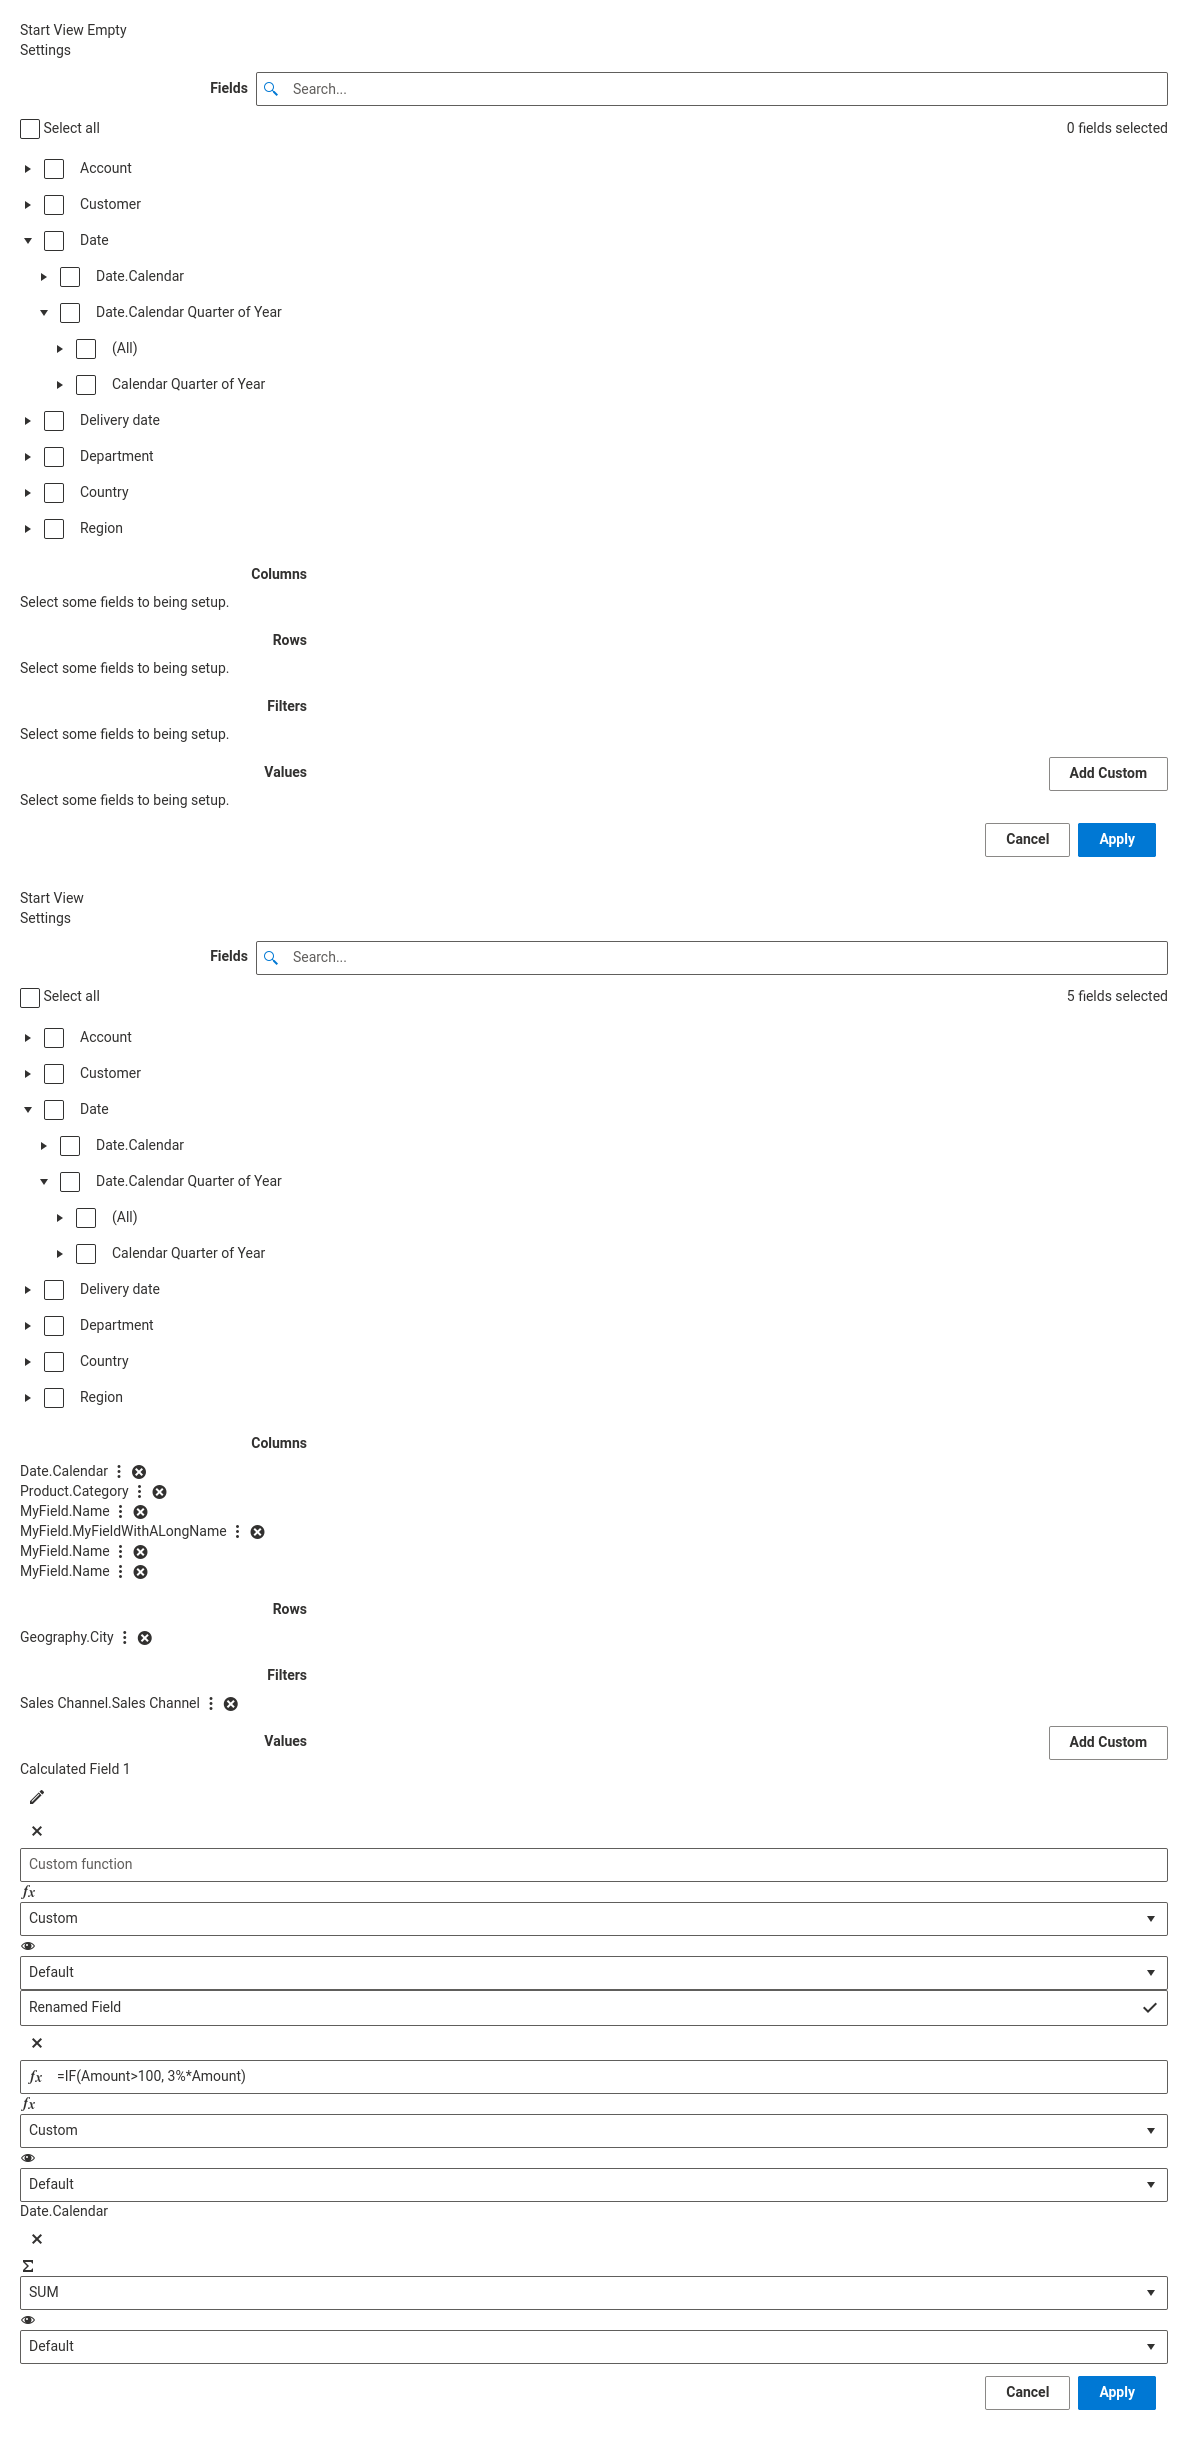 Start View Empty
Settings
Fields
Search...
Select all
0 fields selected
Account
Customer
Date
Date.Calendar
Date.Calendar Quarter of Year
(All)
Calendar Quarter of Year
Delivery date
Department
Country
Region
Columns
Select some fields to being setup.
Rows
Select some fields to being setup.
Filters
Select some fields to being setup.
Values
Add Custom
Select some fields to being setup.
Cancel
Apply
Start View
Settings
Fields
Search...
Select all
5 fields selected
Account
Customer
Date
Date.Calendar
Date.Calendar Quarter of Year
(All)
Calendar Quarter of Year
Delivery date
Department
Country
Region
Columns
Date.Calendar
Product.Category
MyField.Name
MyField.MyFieldWithALongName
MyField.Name
MyField.Name
Rows
Geography.City
Filters
Sales Channel.Sales Channel
Values
Add Custom
Calculated Field 1
Custom function
fx
Custom
Default
Renamed Field
fx =IF(Amount>100, 3%*Amount)
fx
Custom
Default
Date.Calendar
Σ
SUM
Default
Cancel
Apply